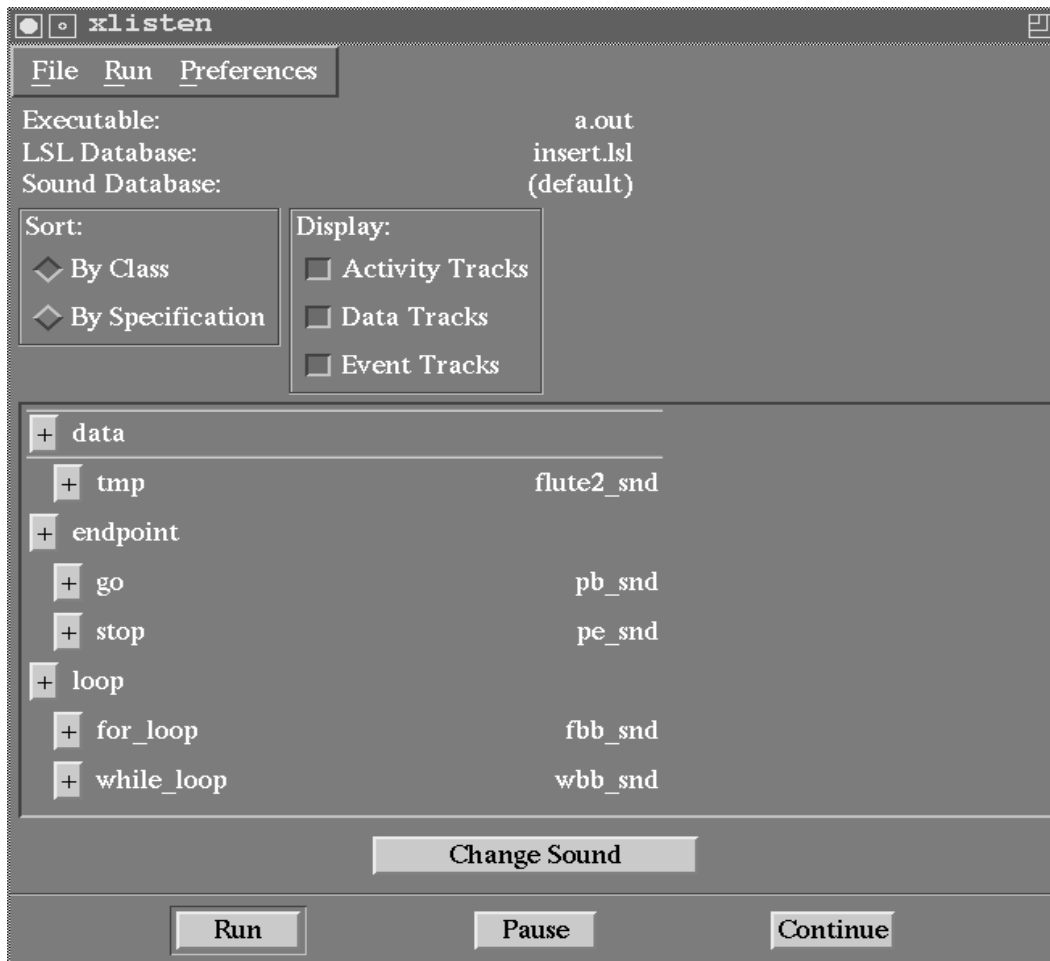 xlisten
File Run Preferences
Executable: a.out
LSL Database: insert.lsl
Sound Database: (default)
Sort: Display:
By Class Activity Tracks
By Specification Data Tracks
Event Tracks
+ data
+ tmp flute2_snd
+ endpoint
+ go pb_snd
+ stop pe_snd
+ loop
+ for_loop fbb_snd
+ while_loop wbb_snd
Change Sound
Run Pause Continue